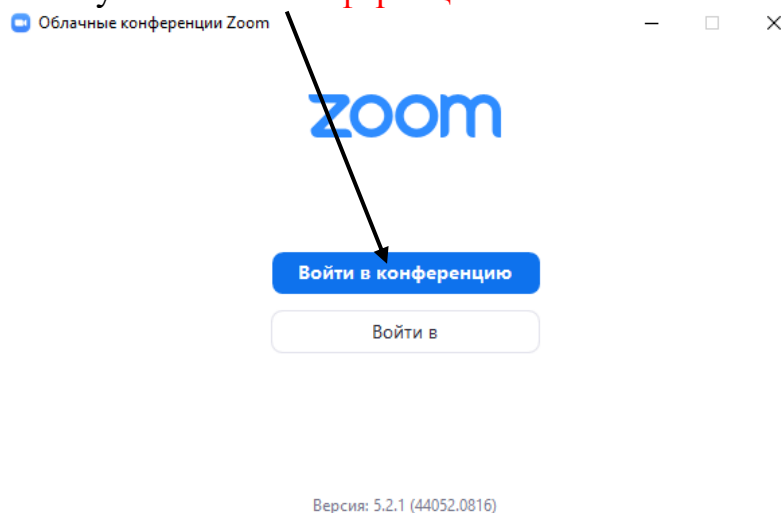 Облачные конференции Zoom
zoom
Войти в конференцию
Войти в
Версия: 5.2.1 (44052.0816)